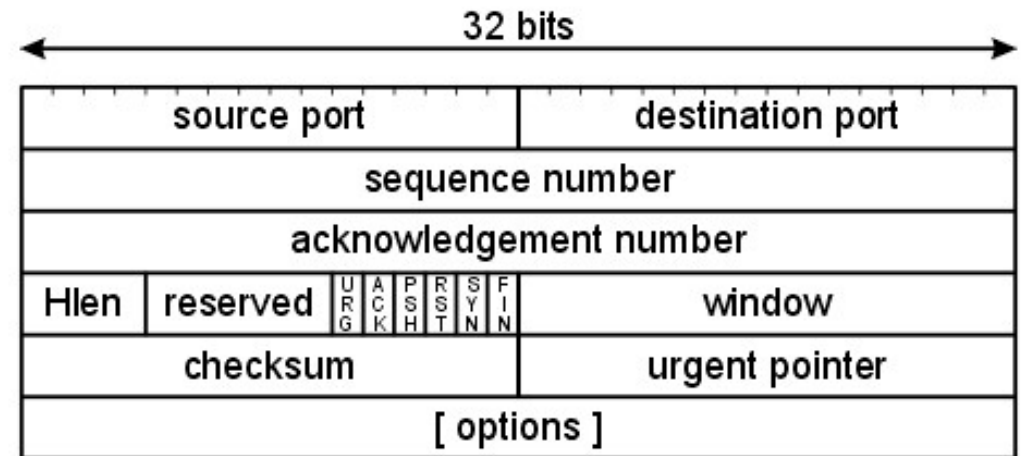 32 bits
source port destination port
sequence number
acknowledgement number
Hlen reserved URG ACK PSH RST SYN FIN window
checksum urgent pointer
[ options ]